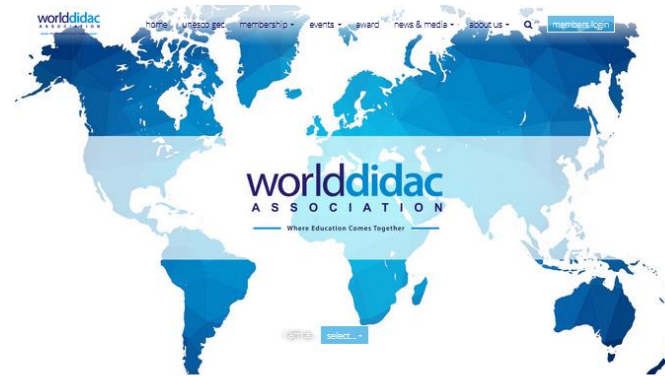 worlddidac
ASSOCIATION
home unesco gec membership events award news & media about us members login
worlddidac
ASSOCIATION
Where Education Comes Together
select...